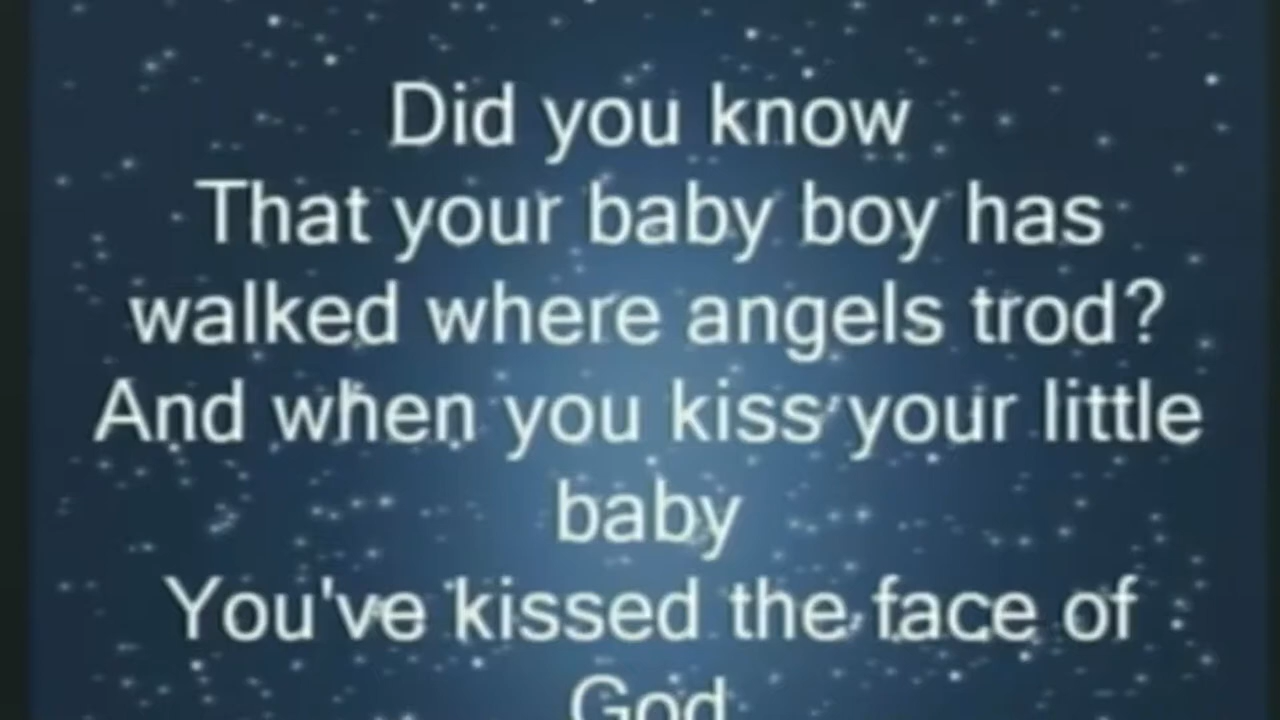 Did you know
That your baby boy has
walked where angels trod?
And when you kiss your little
baby
You've kissed the face of
God